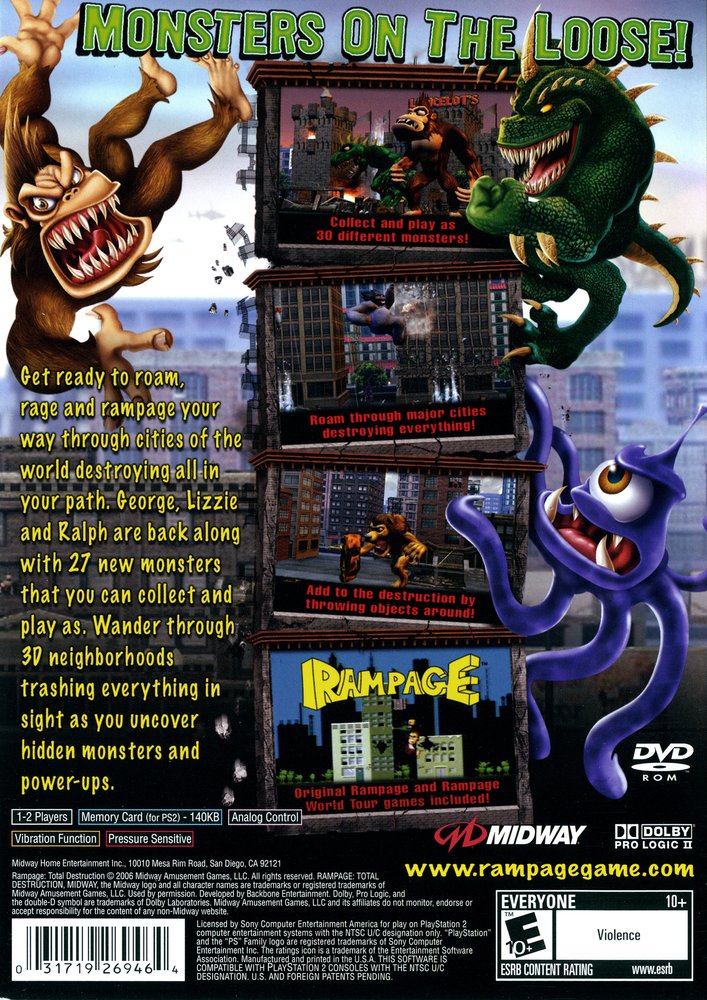 MONSTERS ON THE LOOSE!
LANCELOT'S
Collect and play as
30 different monsters!
Roam through major cities
destroying everything!
Get ready to roam,
rage and rampage your
way through cities of the
world destroying all in
your path. George, Lizzie
and Ralph are back along
with 27 new monsters
that you can collect and
play as. Wander through
3D neighborhoods
trashing everything in
sight as you uncover
hidden monsters and
power-ups.
Add to the destruction by
throwing objects around!
RAMPAGE™
Original Rampage and Rampage
World Tour games included!
DVD
ROM
1-2 Players
Memory Card (for PS2) - 140KB
Analog Control
Vibration Function
Pressure Sensitive
MIDWAY
DOLBY
PRO LOGIC II
www.rampagegame.com
Midway Home Entertainment Inc., 10010 Mesa Rim Road, San Diego, CA 92121
Rampage: Total Destruction © 2006 Midway Amusement Games, LLC. All rights reserved. RAMPAGE: TOTAL
DESTRUCTION, MIDWAY, the Midway logo and all character names are trademarks or registered trademarks of
Midway Amusement Games, LLC. Used by permission. Developed by Backbone Entertainment. Dolby, Pro Logic, and
the double-D symbol are trademarks of Dolby Laboratories. Midway Amusement Games, LLC and its affiliates do not monitor, endorse or
accept responsibility for the content of any non-Midway website.
Licensed by Sony Computer Entertainment America for play on PlayStation 2
computer entertainment systems with the NTSC U/C designation only. "PlayStation"
and the "PS" Family logo are registered trademarks of Sony Computer
Entertainment Inc. The ratings icon is a trademark of the Entertainment Software
Association. Manufactured and printed in the U.S.A. THIS SOFTWARE IS
COMPATIBLE WITH PLAYSTATION 2 CONSOLES WITH THE NTSC U/C
DESIGNATION. U.S. AND FOREIGN PATENTS PENDING.
0 31719 26946 4
EVERYONE 10+
E
10+
Violence
ESRB CONTENT RATING www.esrb